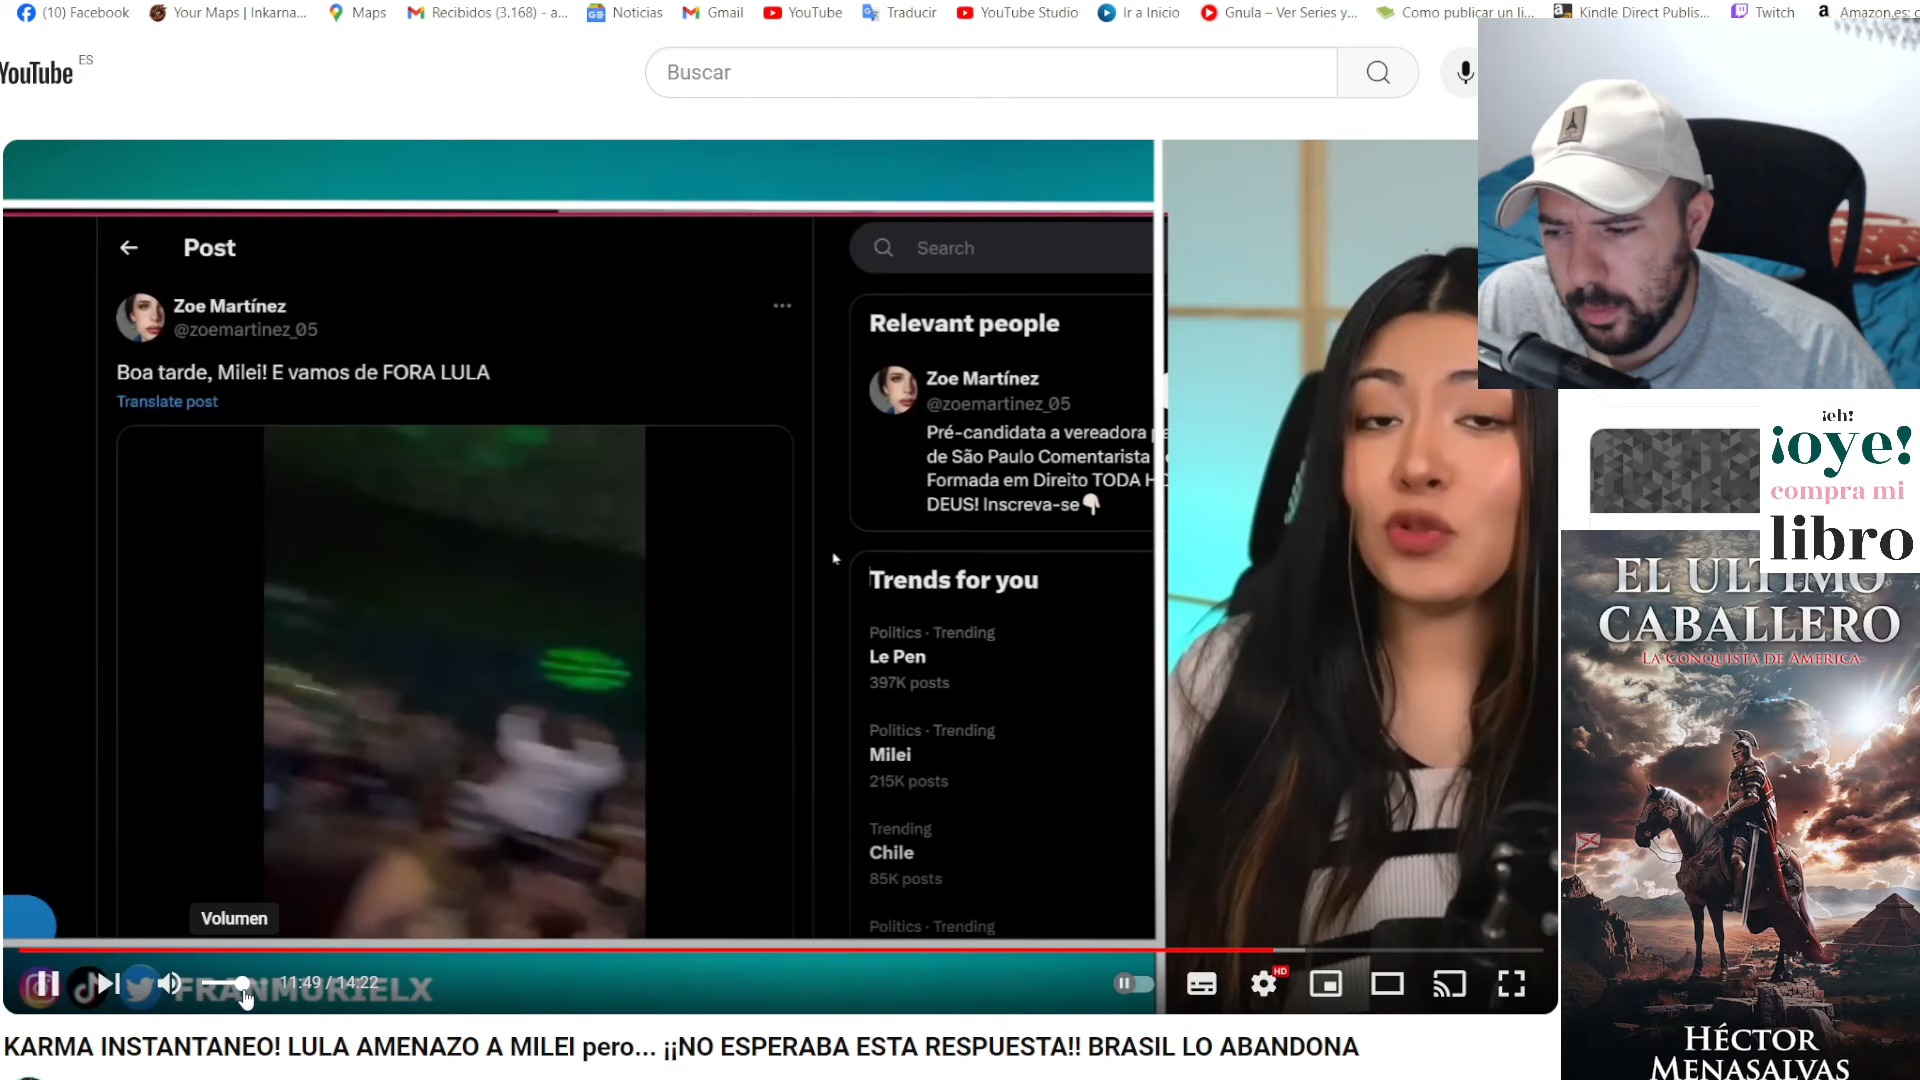 (10) Facebook
Your Maps | Inkarna...
Maps
Recibidos (3.168) - a...
Noticias
Gmail
YouTube
Traducir
YouTube Studio
Ir a Inicio
Gnula – Ver Series y...
Como publicar un li...
Kindle Direct Publis...
Twitch
Amazon.es: c
YouTube ES
Buscar
Post
Search
Zoe Martínez
@zoemartinez_05
Boa tarde, Milei! E vamos de FORA LULA
Translate post
Relevant people
Zoe Martínez
@zoemartinez_05
Pré-candidata a vereadora
de São Paulo Comentarista
Formada em Direito TODA
DEUS! Inscreva-se
Trends for you
Politics · Trending
Le Pen
397K posts
Politics · Trending
Milei
215K posts
Trending
Chile
85K posts
Politics · Trending
Volumen
11:49 / 14:22
FRANMURIELX
HD
KARMA INSTANTANEO! LULA AMENAZO A MILEI pero... ¡¡NO ESPERABA ESTA RESPUESTA!! BRASIL LO ABANDONA
¡eh!
¡oye!
compra mi
libro
EL ULTIMO
CABALLERO
-LA CONQUISTA DE AMERICA-
HÉCTOR
MENASALVAS